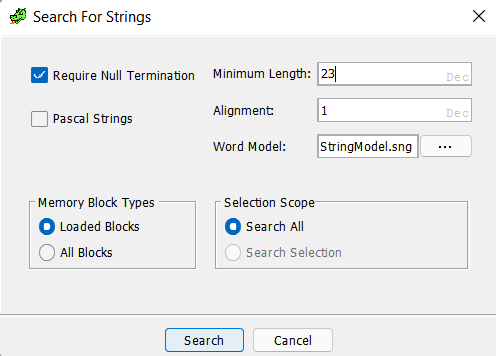 Search For Strings
Require Null Termination
Minimum Length: 23 Dec
Pascal Strings
Alignment: 1 Dec
Word Model: StringModel.sng ...
Memory Block Types
Loaded Blocks
All Blocks
Selection Scope
Search All
Search Selection
Search
Cancel